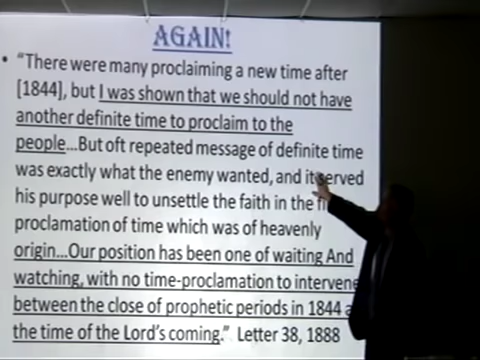 AGAIN!
• “There were many proclaiming a new time after
[1844], but I was shown that we should not have
another definite time to proclaim to the
people...But oft repeated message of definite time
was exactly what the enemy wanted, and it served
his purpose well to unsettle the faith in the
proclamation of time which was of heavenly
origin...Our position has been one of waiting And
watching, with no time-proclamation to intervene
between the close of prophetic periods in 1844
the time of the Lord’s coming.” Letter 38, 1888